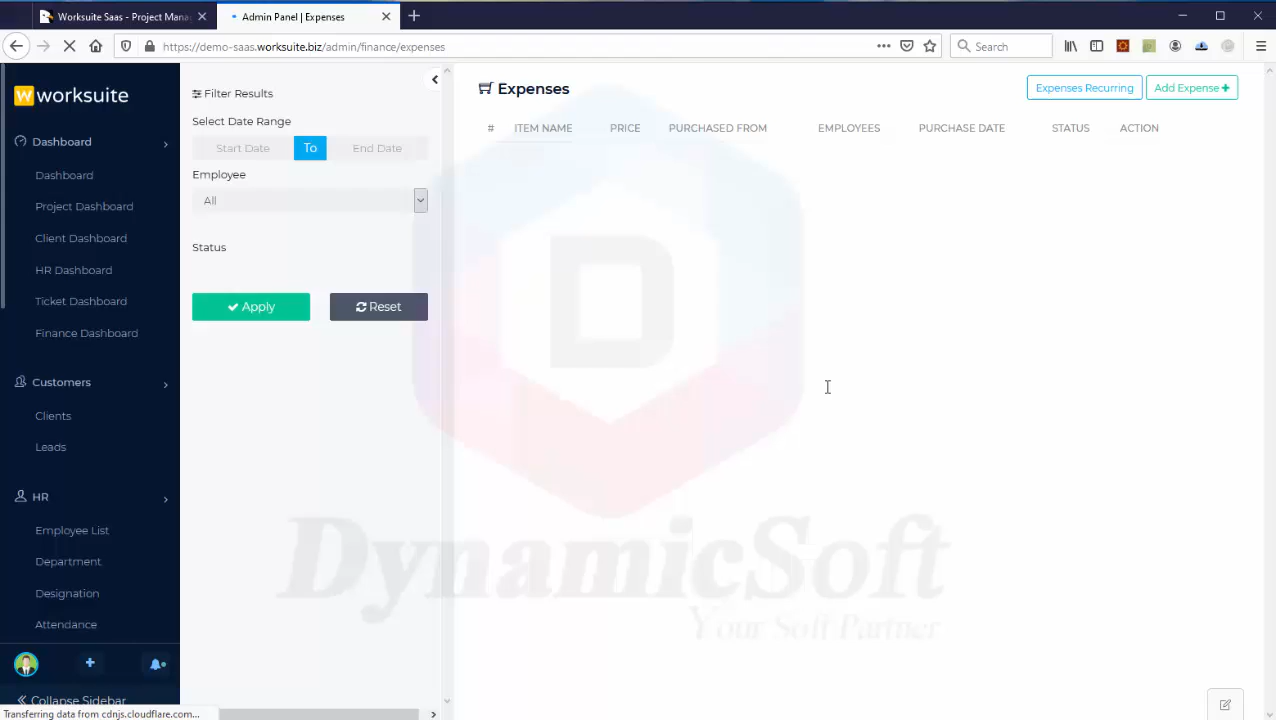 Worksuite Saas - Project Mana
Admin Panel | Expenses
https://demo-saas.worksuite.biz/admin/finance/expenses
Search
worksuite
Dashboard
Dashboard
Project Dashboard
Client Dashboard
HR Dashboard
Ticket Dashboard
Finance Dashboard
Customers
Clients
Leads
HR
Employee List
Department
Designation
Attendance
Collapse Sidebar
Transferring data from cdnjs.cloudflare.com...
Filter Results
Select Date Range
Start Date To End Date
Employee
All
Status
Apply Reset
Expenses
Expenses Recurring Add Expense
# ITEM NAME PRICE PURCHASED FROM EMPLOYEES PURCHASE DATE STATUS ACTION
D
DynamicSoft
Your Soft Partner